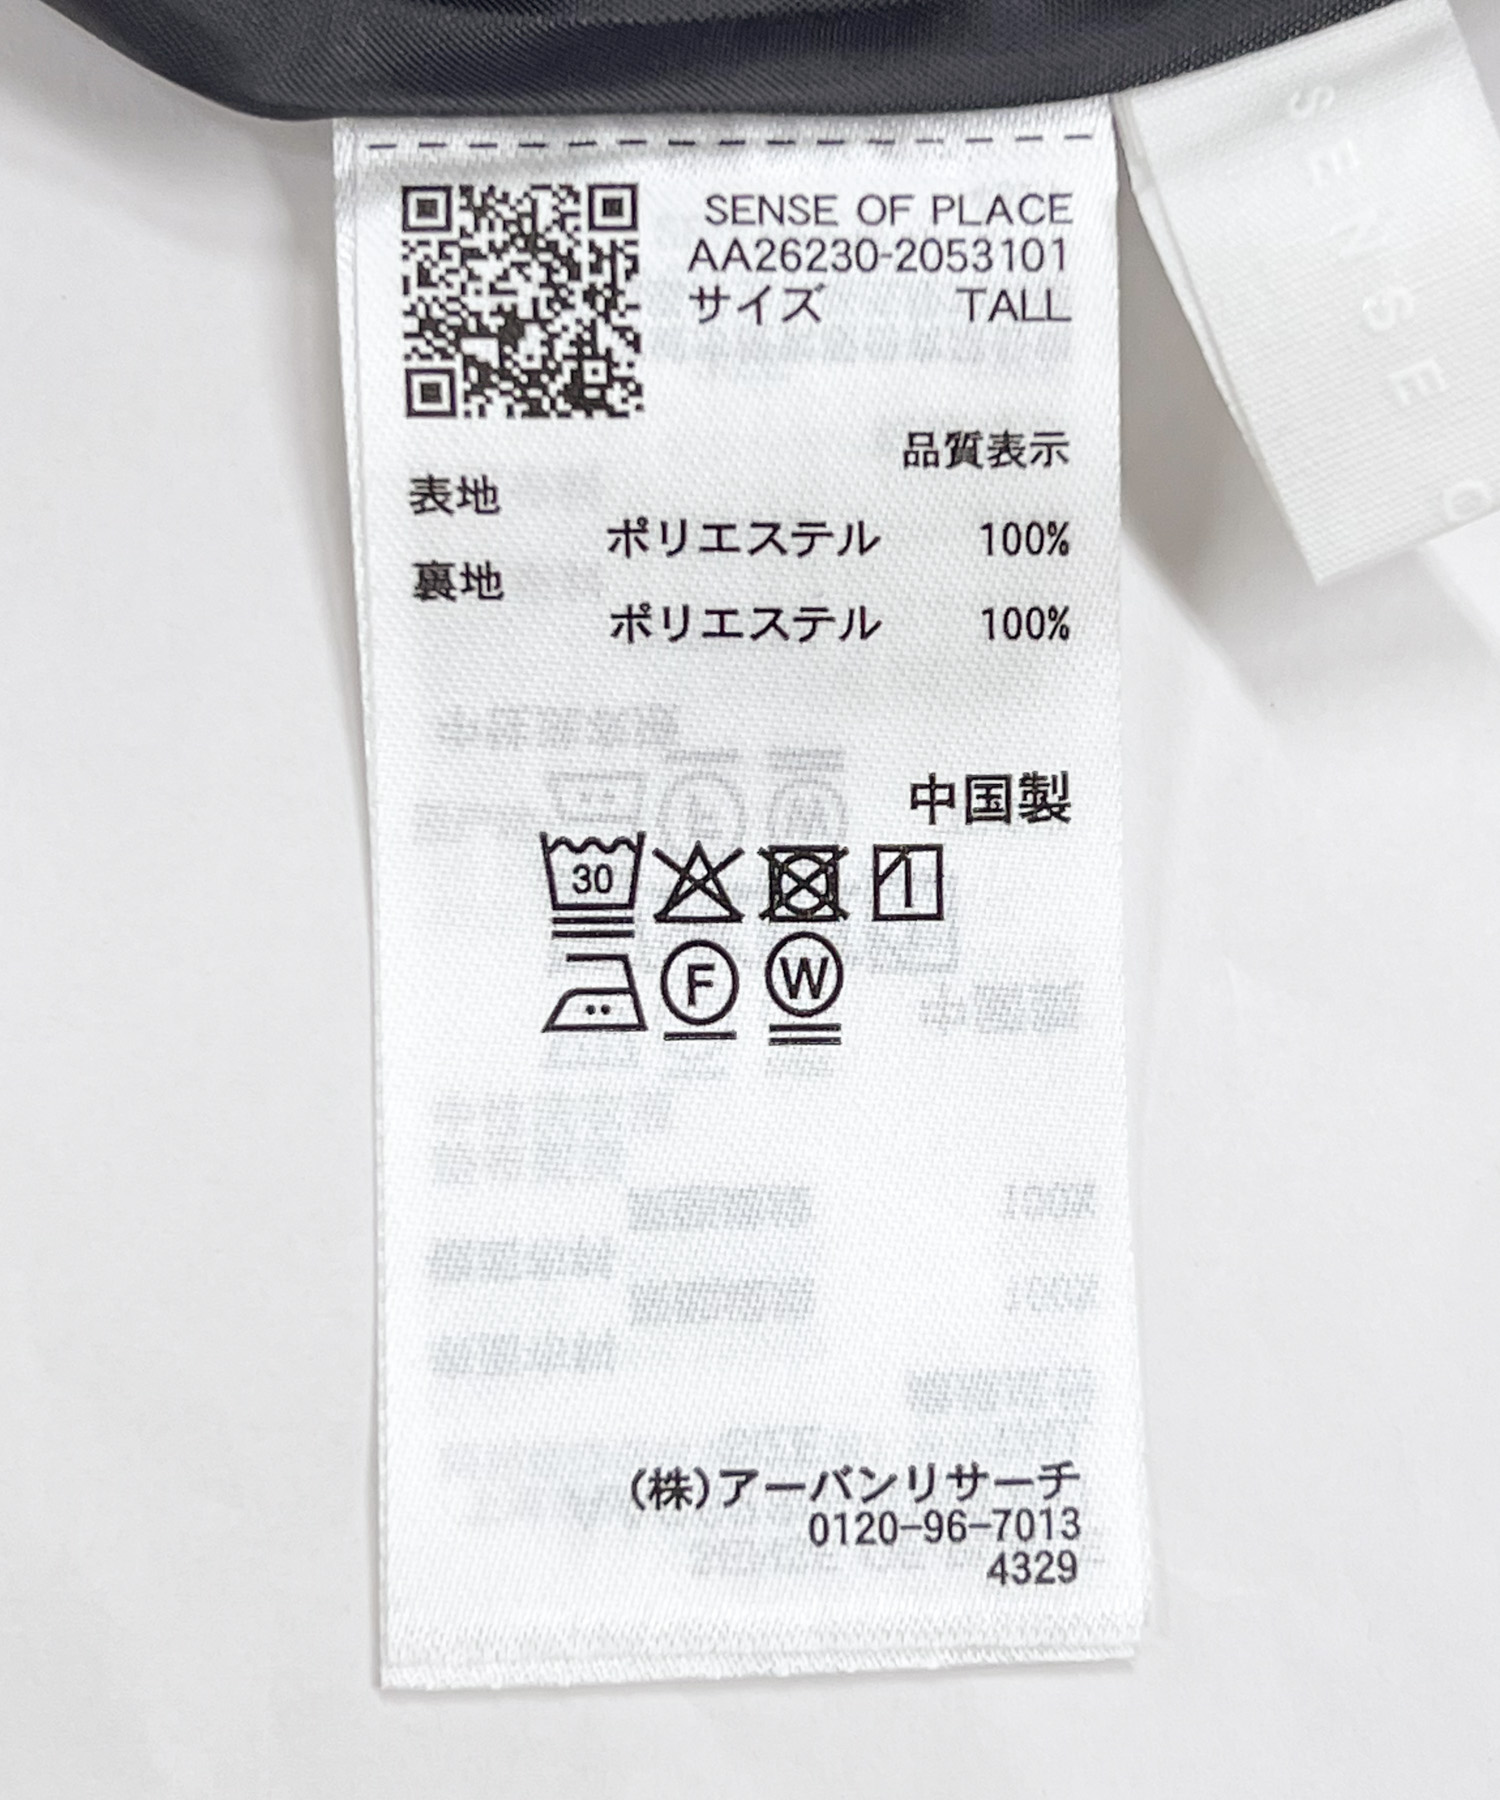 SENSE OF PLACE
AA26230-2053101
サイズ TALL
品質表示
表地
ポリエステル 100%
裏地
ポリエステル 100%
中国製
30
F W
(株)アーバンリサーチ
0120-96-7013
4329
SENSE O